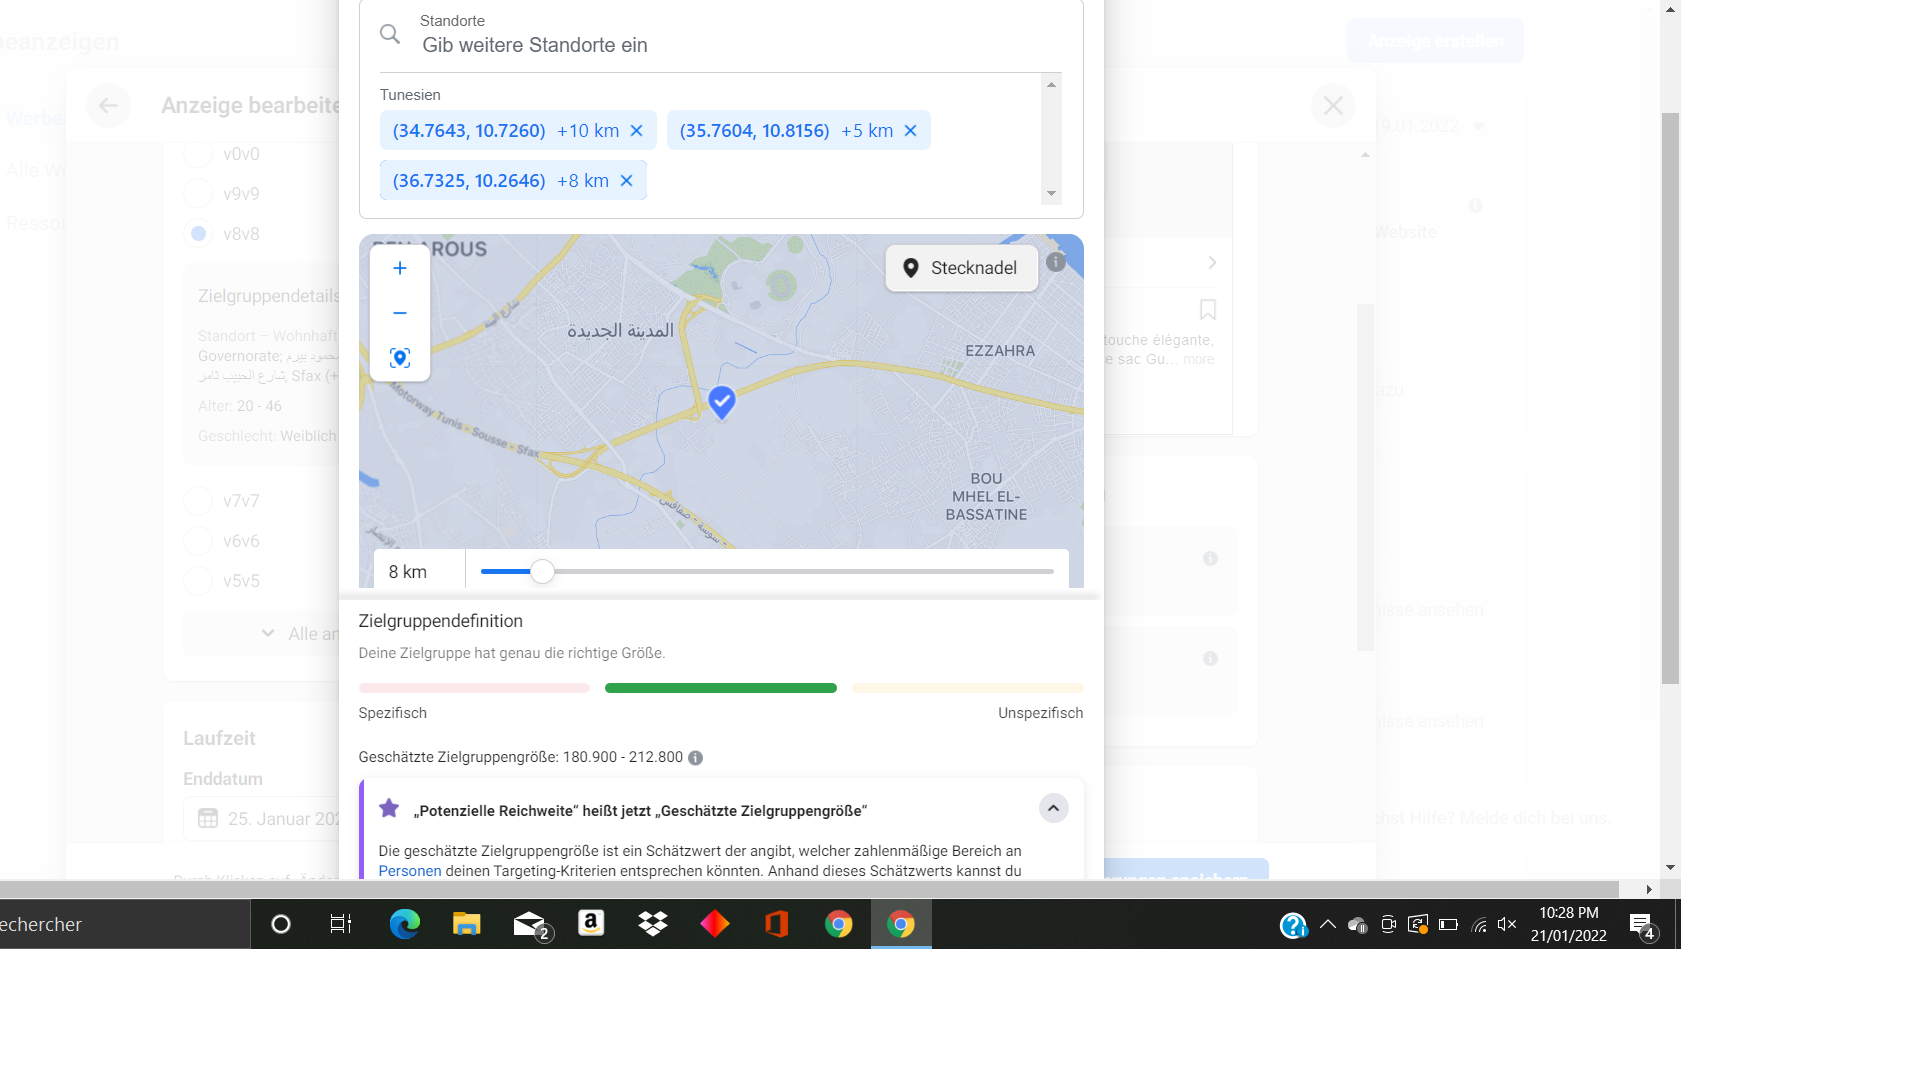 Standorte
Gib weitere Standorte ein
eanzeigen
Anzeige erstellen
Tunesien
Anzeige bearbeite
(34.7643, 10.7260) +10 km
(35.7604, 10.8156) +5 km
(36.7325, 10.2646) +8 km
19.01.2022
Werbe
Alle We
Ressou
v0v0
v9v9
v8v8
Website
AROUS
Stecknadel
المدينة الجديدة
EZZAHRA
Motorway Tunis - Sousse - Sfax
BOU
MHEL EL-
BASSATINE
سوسة - صفاقس
8 km
Zielgruppendetails
Standort – Wohnhaft
Governorate; محمود بيرم
شارع الحبيب ثامر, Sfax (+
Alter: 20 - 46
Geschlecht: Weiblich
touche élégante,
e sac Gu... more
v7v7
v6v6
v5v5
Alle an
Zielgruppendefinition
Deine Zielgruppe hat genau die richtige Größe.
Spezifisch
Unspezifisch
Geschätzte Zielgruppengröße: 180.900 - 212.800
„Potenzielle Reichweite“ heißt jetzt „Geschätzte Zielgruppengröße“
Die geschätzte Zielgruppengröße ist ein Schätzwert der angibt, welcher zahlenmäßige Bereich an
Personen deinen Targeting-Kriterien entsprechen könnten. Anhand dieses Schätzwerts kannst du
Laufzeit
Enddatum
25. Januar 202
nisse ansehen
nisse ansehen
chst Hilfe? Melde dich bei uns.
echercher
2
a
10:28 PM
21/01/2022
4